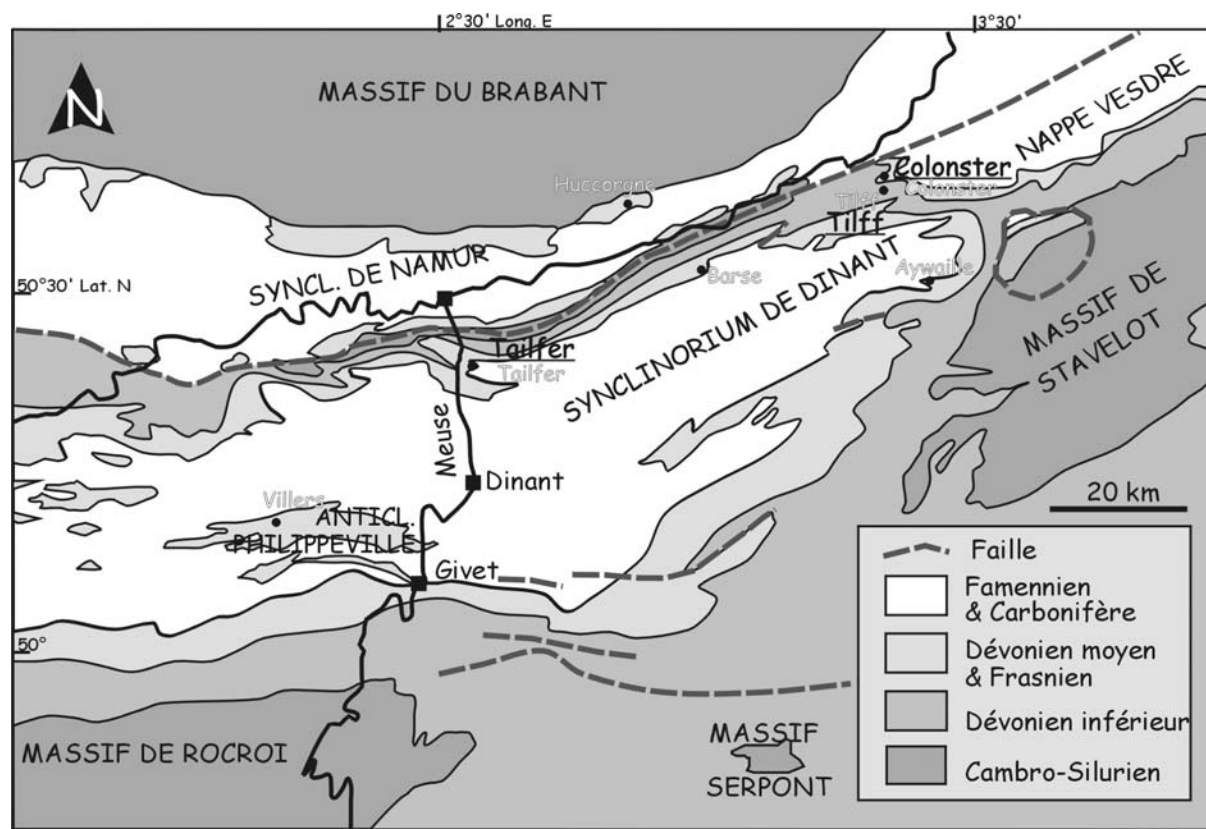 2°30' Long. E
3°30'
MASSIF DU BRABANT
N
NAPPE VESDRE
Huccorgne
Colonster
Colonster
Tilff
Tilff
SYNCL. DE NAMUR
50°30' Lat. N
Barse
Aywaille
SYNCLINORIUM DE DINANT
MASSIF DE
STAVELOT
Tailfer
Tailfer
Meuse
Dinant
20 km
Villers
ANTICL.
PHILIPPEVILLE
Givet
50°
MASSIF DE ROCROI
MASSIF
SERPONT
Faille
Famennien
& Carbonifère
Dévonien moyen
& Frasnien
Dévonien inférieur
Cambro-Silurien